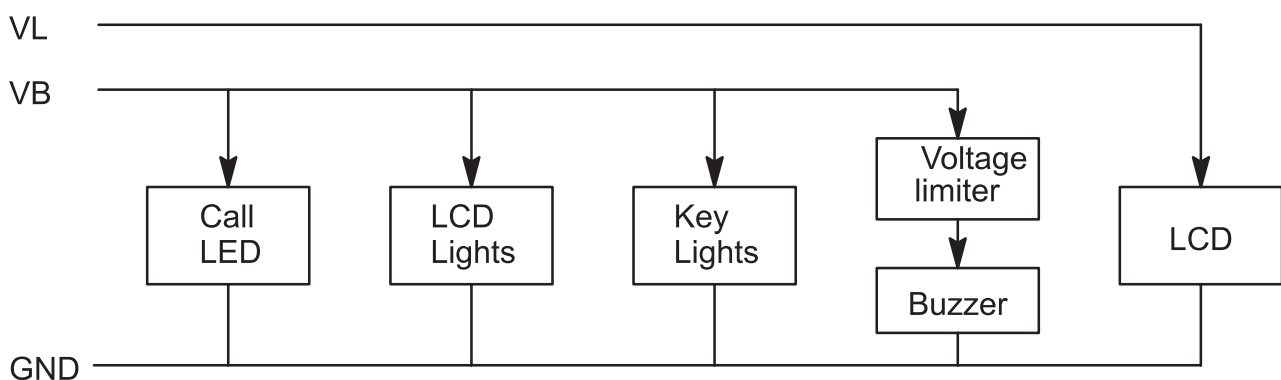 VL
VB
Call
LED
LCD
Lights
Key
Lights
Voltage
limiter
Buzzer
LCD
GND